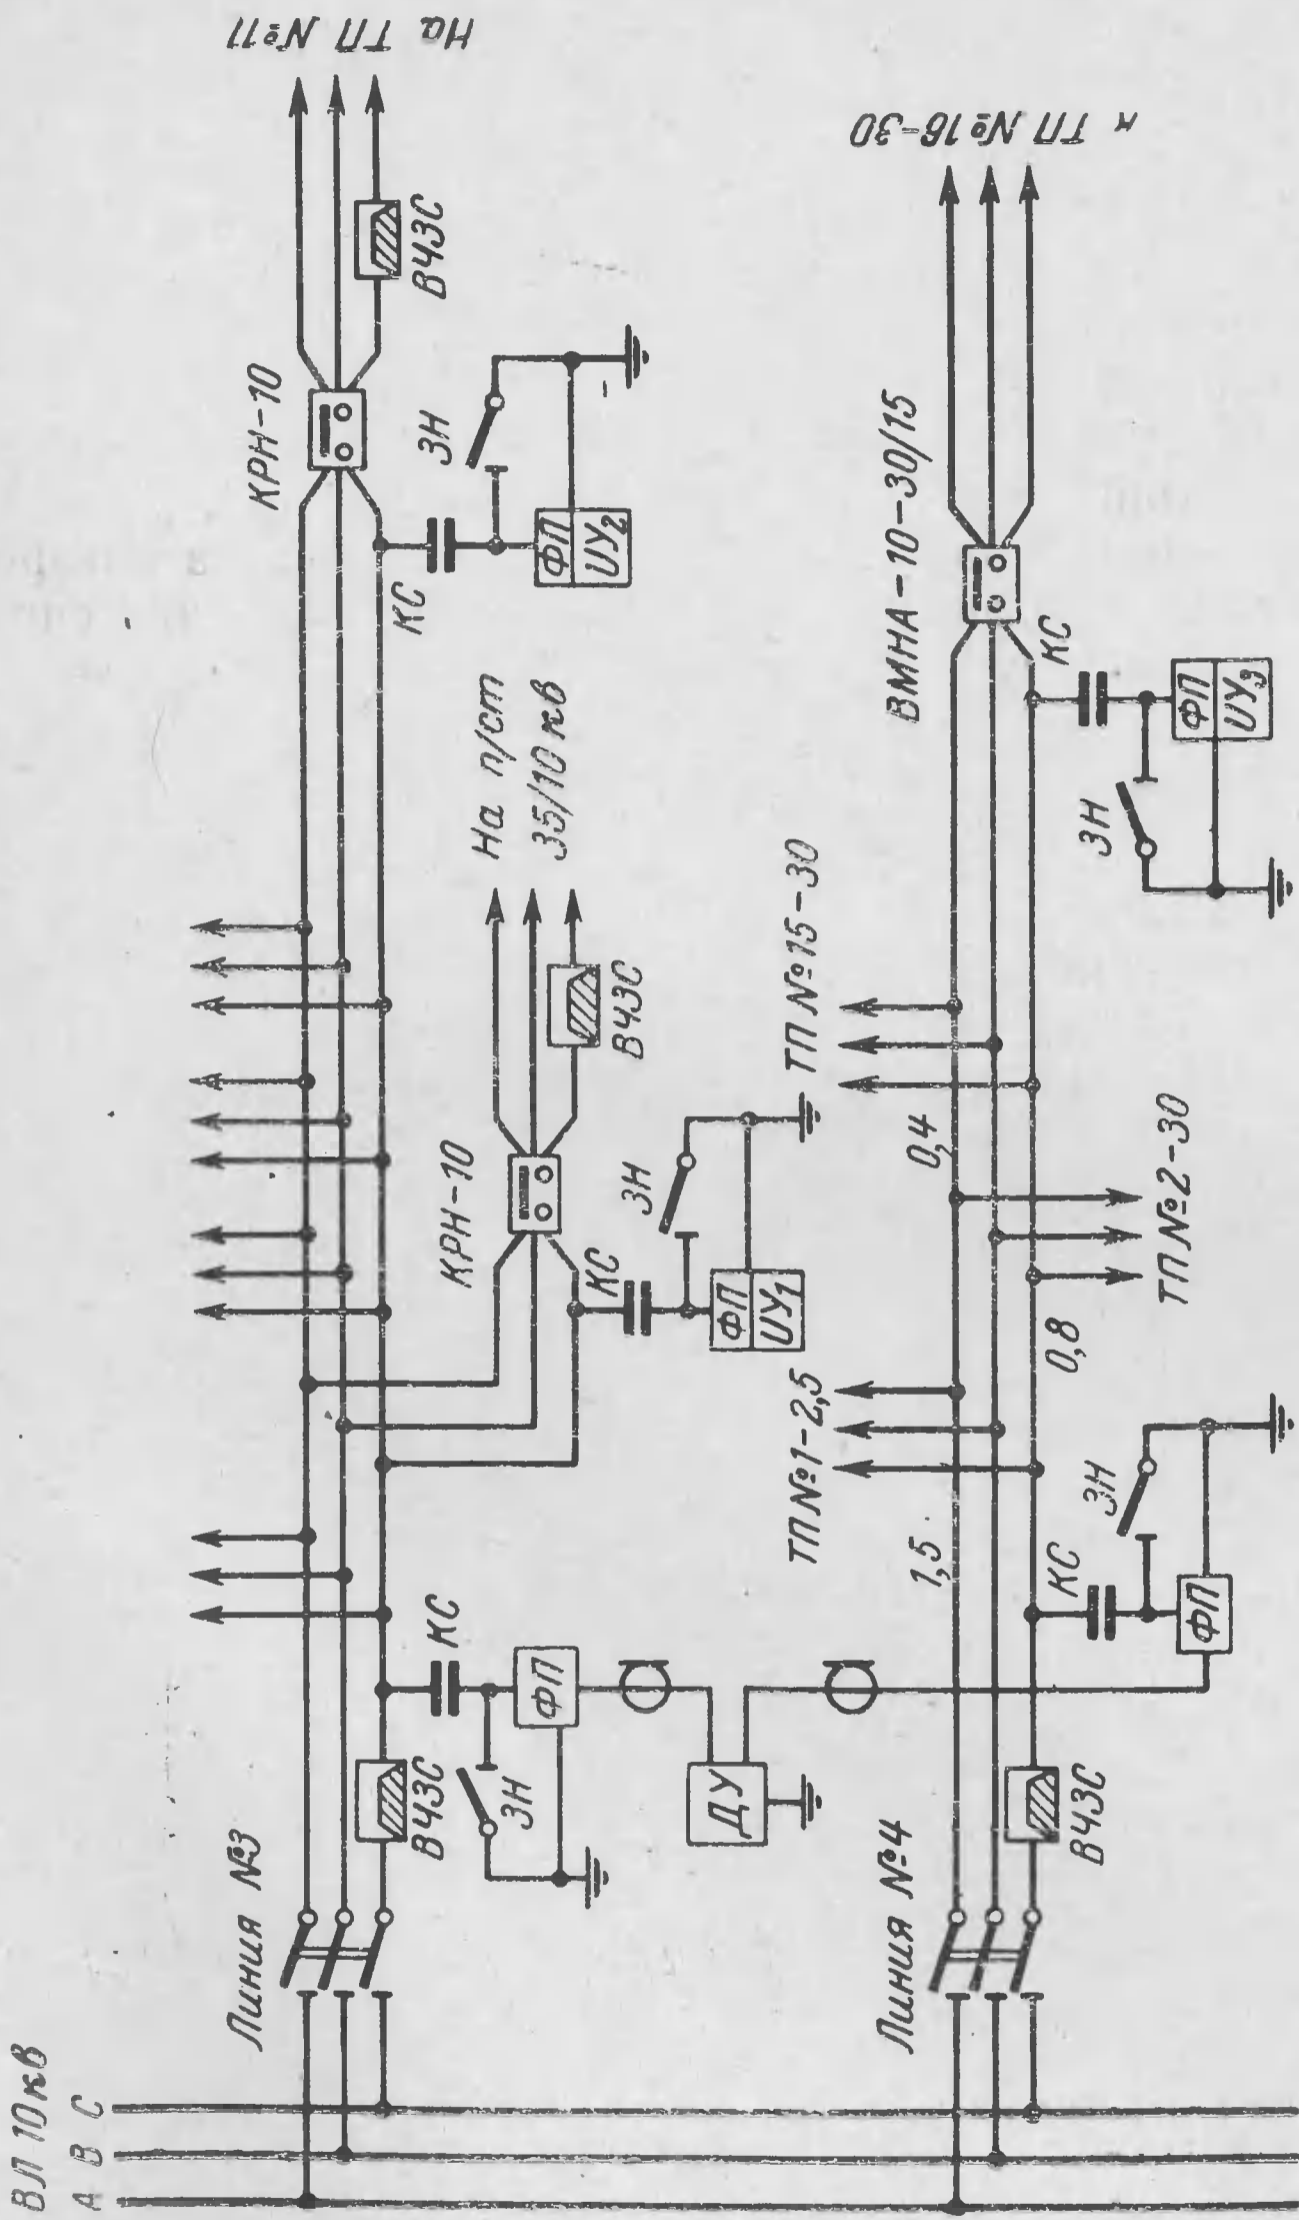 ВЛ 10 кв
А В С
Линия №3
ВЧЗС
ЗН
КС
ФП
ДУ
КРН-10
КС
ЗН
ФП
ИУ1
ВЧЗС
На п/ст
35/10 кв
КРН-10
КС
ЗН
ФП
ИУ2
ВЧЗС
На ТП №11
Линия №4
ВЧЗС
КС
ЗН
ФП
1,5
ТП №1-2,5
0,8
ТП №2-30
0,4
ТП №15-30
ВМНА-10-30/15
КС
ЗН
ФП
ИУ3
к ТП №16-30